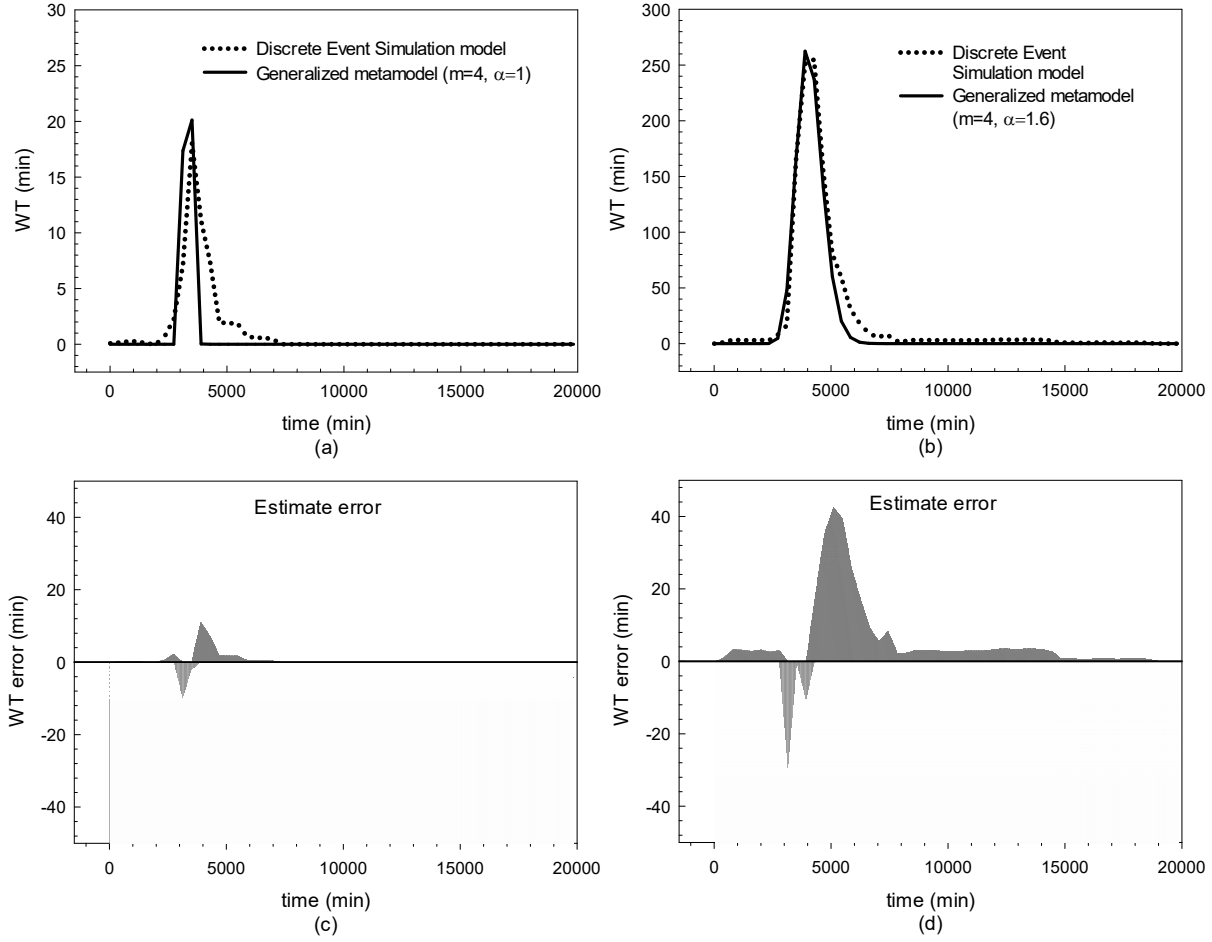 30
25
20
15
10
5
0
WT (min)
Discrete Event Simulation model
Generalized metamodel (m=4, α=1)
0
5000
10000
15000
20000
time (min)
(a)
300
250
200
150
100
50
0
WT (min)
Discrete Event
Simulation model
Generalized metamodel
(m=4, α=1.6)
0
5000
10000
15000
20000
time (min)
(b)
Estimate error
40
20
0
-20
-40
WT error (min)
0
5000
10000
15000
20000
time (min)
(c)
Estimate error
40
20
0
-20
-40
WT error (min)
0
5000
10000
15000
20000
time (min)
(d)